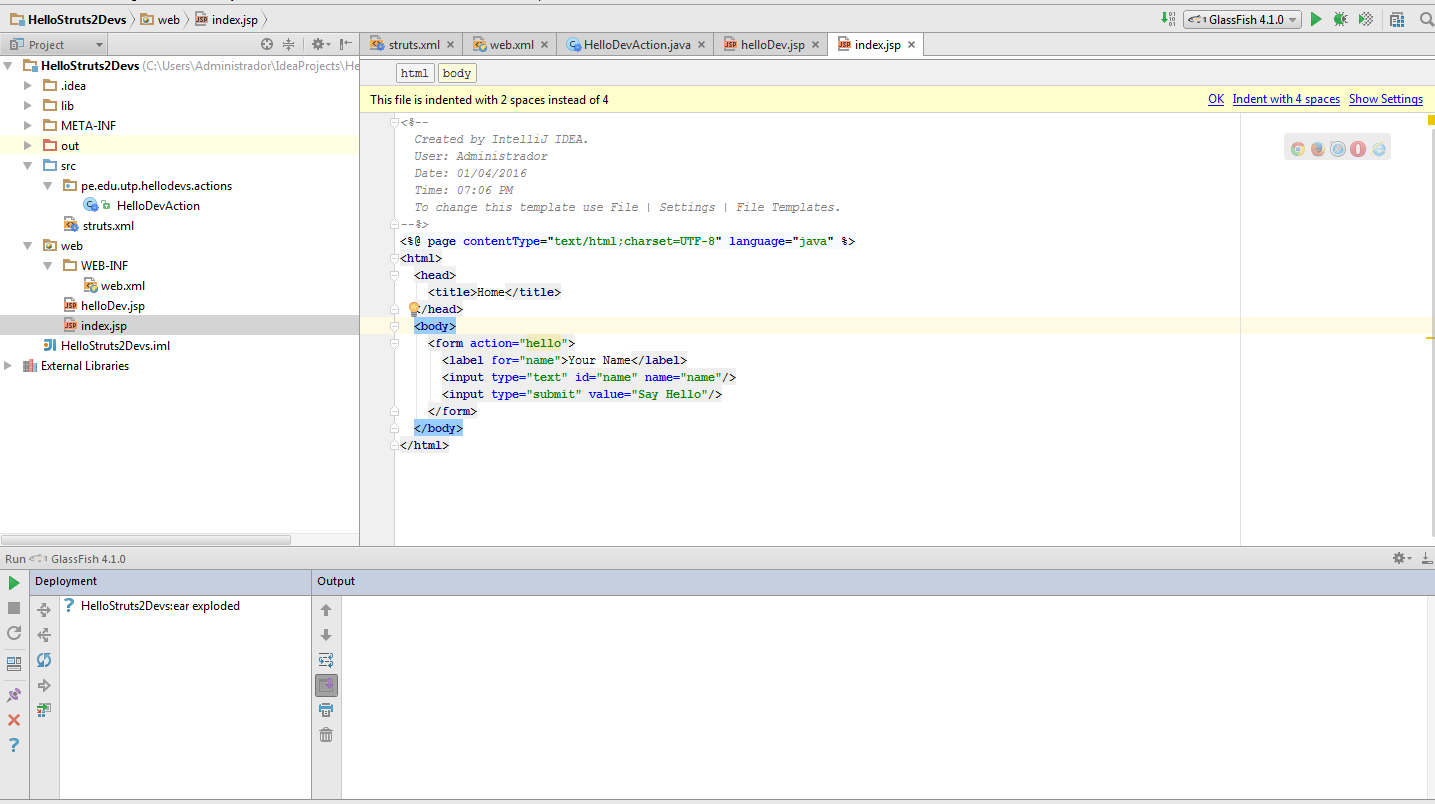 HelloStruts2Devs web index.jsp GlassFish 4.1.0
Project struts.xml web.xml HelloDevAction.java helloDev.jsp index.jsp
HelloStruts2Devs (C:\Users\Administrador\IdeaProjects\He
.idea
lib
META-INF
out
src
pe.edu.utp.hellodevs.actions
HelloDevAction
struts.xml
web
WEB-INF
web.xml
helloDev.jsp
index.jsp
HelloStruts2Devs.iml
External Libraries
html body
This file is indented with 2 spaces instead of 4 OK Indent with 4 spaces Show Settings
<%--
Created by IntelliJ IDEA.
User: Administrador
Date: 01/04/2016
Time: 07:06 PM
To change this template use File | Settings | File Templates.
--%>
<%@ page contentType="text/html;charset=UTF-8" language="java" %>
<html>
<head>
<title>Home</title>
</head>
<body>
<form action="hello">
<label for="name">Your Name</label>
<input type="text" id="name" name="name"/>
<input type="submit" value="Say Hello"/>
</form>
</body>
</html>
Run GlassFish 4.1.0
Deployment Output
? HelloStruts2Devs:ear exploded
?